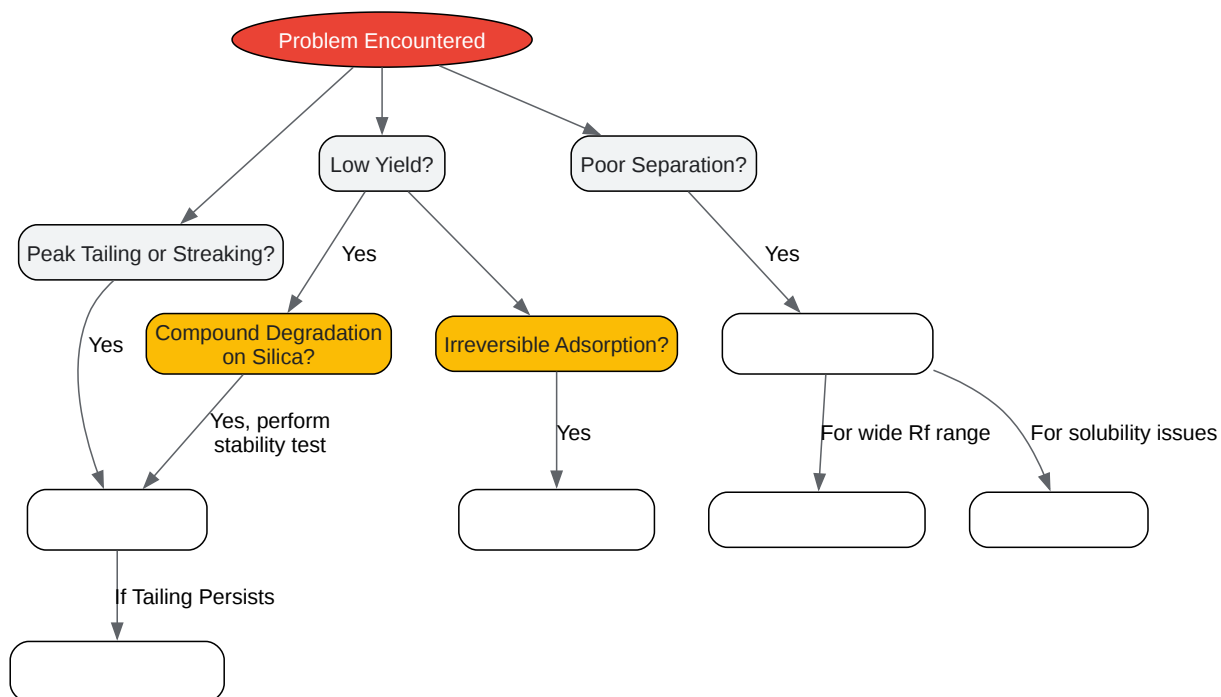 Problem Encountered
Low Yield?
Poor Separation?
Peak Tailing or Streaking?
Yes
Yes
Compound Degradation
on Silica?
Irreversible Adsorption?
Yes
Yes, perform
stability test
Yes
For wide Rf range
For solubility issues
If Tailing Persists